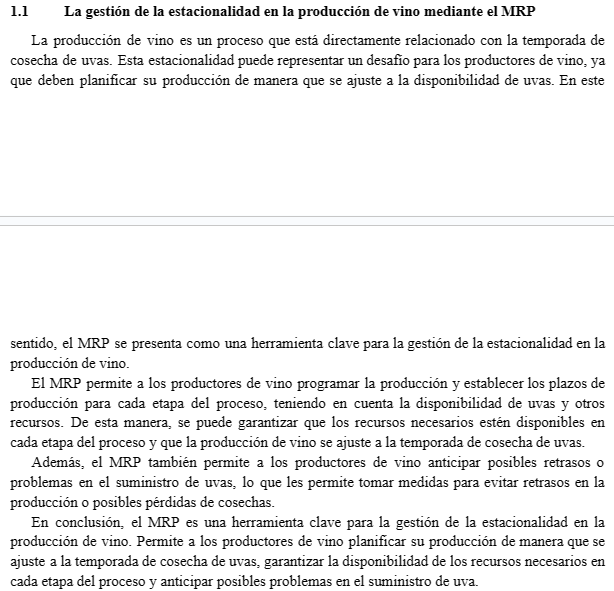 1.1 La gestión de la estacionalidad en la producción de vino mediante el MRP
La producción de vino es un proceso que está directamente relacionado con la temporada de
cosecha de uvas. Esta estacionalidad puede representar un desafío para los productores de vino, ya
que deben planificar su producción de manera que se ajuste a la disponibilidad de uvas. En este
sentido, el MRP se presenta como una herramienta clave para la gestión de la estacionalidad en la
producción de vino.
El MRP permite a los productores de vino programar la producción y establecer los plazos de
producción para cada etapa del proceso, teniendo en cuenta la disponibilidad de uvas y otros
recursos. De esta manera, se puede garantizar que los recursos necesarios estén disponibles en
cada etapa del proceso y que la producción de vino se ajuste a la temporada de cosecha de uvas.
Además, el MRP también permite a los productores de vino anticipar posibles retrasos o
problemas en el suministro de uvas, lo que les permite tomar medidas para evitar retrasos en la
producción o posibles pérdidas de cosechas.
En conclusión, el MRP es una herramienta clave para la gestión de la estacionalidad en la
producción de vino. Permite a los productores de vino planificar su producción de manera que se
ajuste a la temporada de cosecha de uvas, garantizar la disponibilidad de los recursos necesarios en
cada etapa del proceso y anticipar posibles problemas en el suministro de uva.